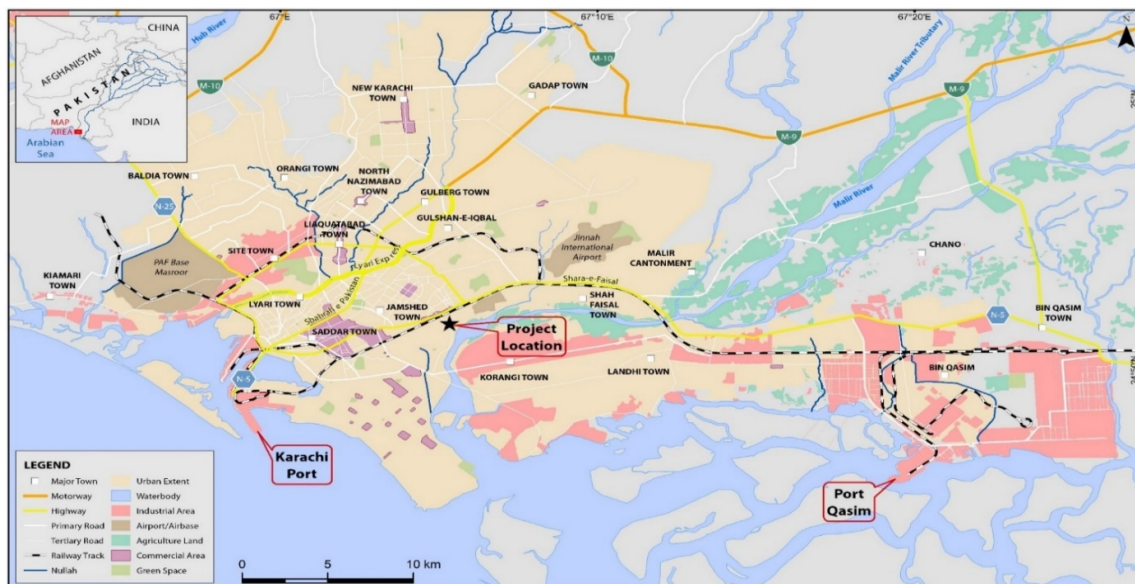 67°E
67°10'E
67°20'E
CHINA
AFGHANISTAN
PAKISTAN
INDIA
MAP
AREA
Arabian
Sea
Hub River
M-10
M-10
Malir River Tributary
M-9
25°N
NEW KARACHI
TOWN
GADAP TOWN
M-9
BALDIA TOWN
ORANGI TOWN
NORTH
NAZIMABAD
TOWN
GULBERG TOWN
Malir River
N-25
LIAQUATABAD
TOWN
GULSHAN-E-IQBAL
SITE TOWN
Jinnah
International
Airport
MALIR
CANTONMENT
CHANO
PAF Base
Masroor
Lyari Exp.res
KIAMARI
TOWN
Shara-e-Faisal
LYARI TOWN
Shahrah e Pakistan
JAMSHED
TOWN
SHAH
FAISAL
TOWN
N-5
BIN QASIM
TOWN
SADDAR TOWN
Project
Location
24°50'N
KORANGI TOWN
LANDHI TOWN
BIN QASIM
N-5
Karachi
Port
Port
Qasim
LEGEND
Major Town
Urban Extent
Motorway
Waterbody
Highway
Industrial Area
Primary Road
Airport/Airbase
Tertiary Road
Agriculture Land
Railway Track
Commercial Area
Nullah
Green Space
0 5 10 km